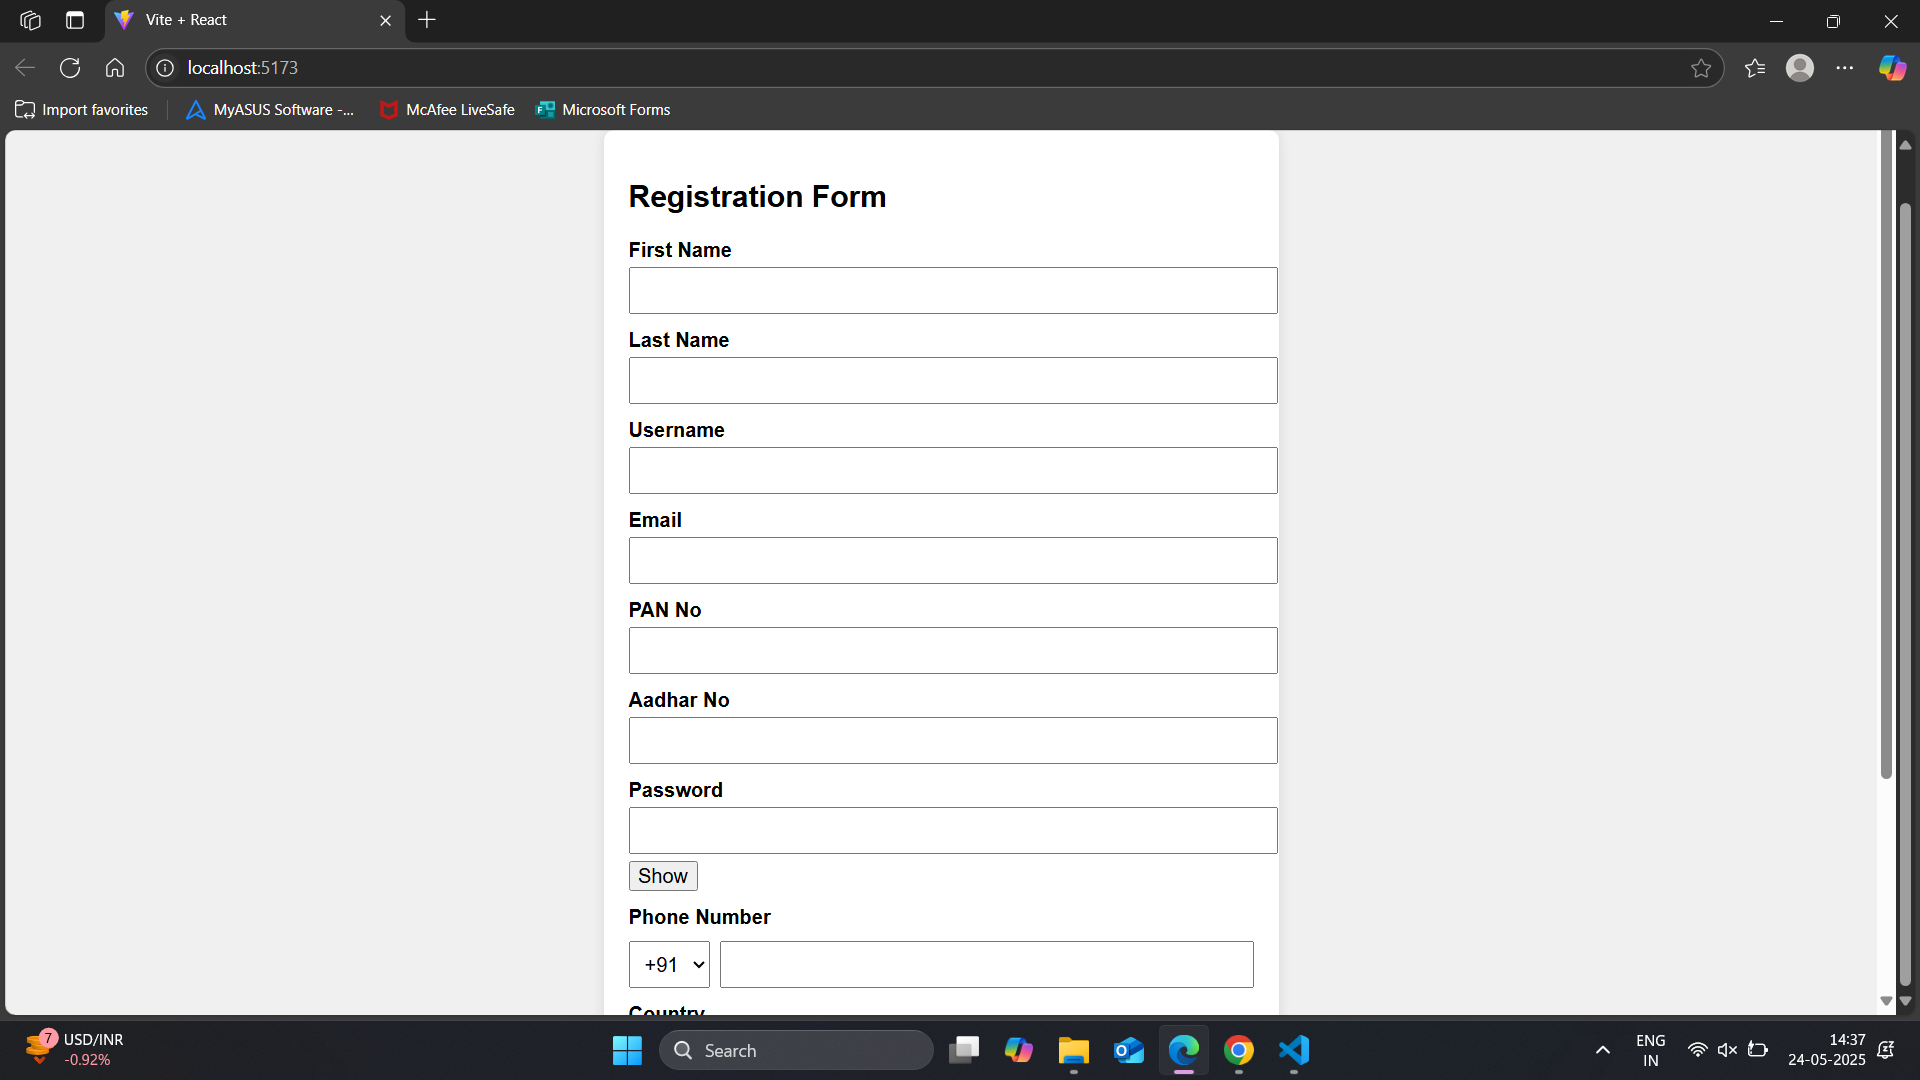 Vite + React
localhost:5173
Import favorites
MyASUS Software -...
McAfee LiveSafe
Microsoft Forms
Registration Form
First Name
Last Name
Username
Email
PAN No
Aadhar No
Password
Show
Phone Number
+91
Country
7
USD/INR
-0.92%
Search
ENG
IN
14:37
24-05-2025